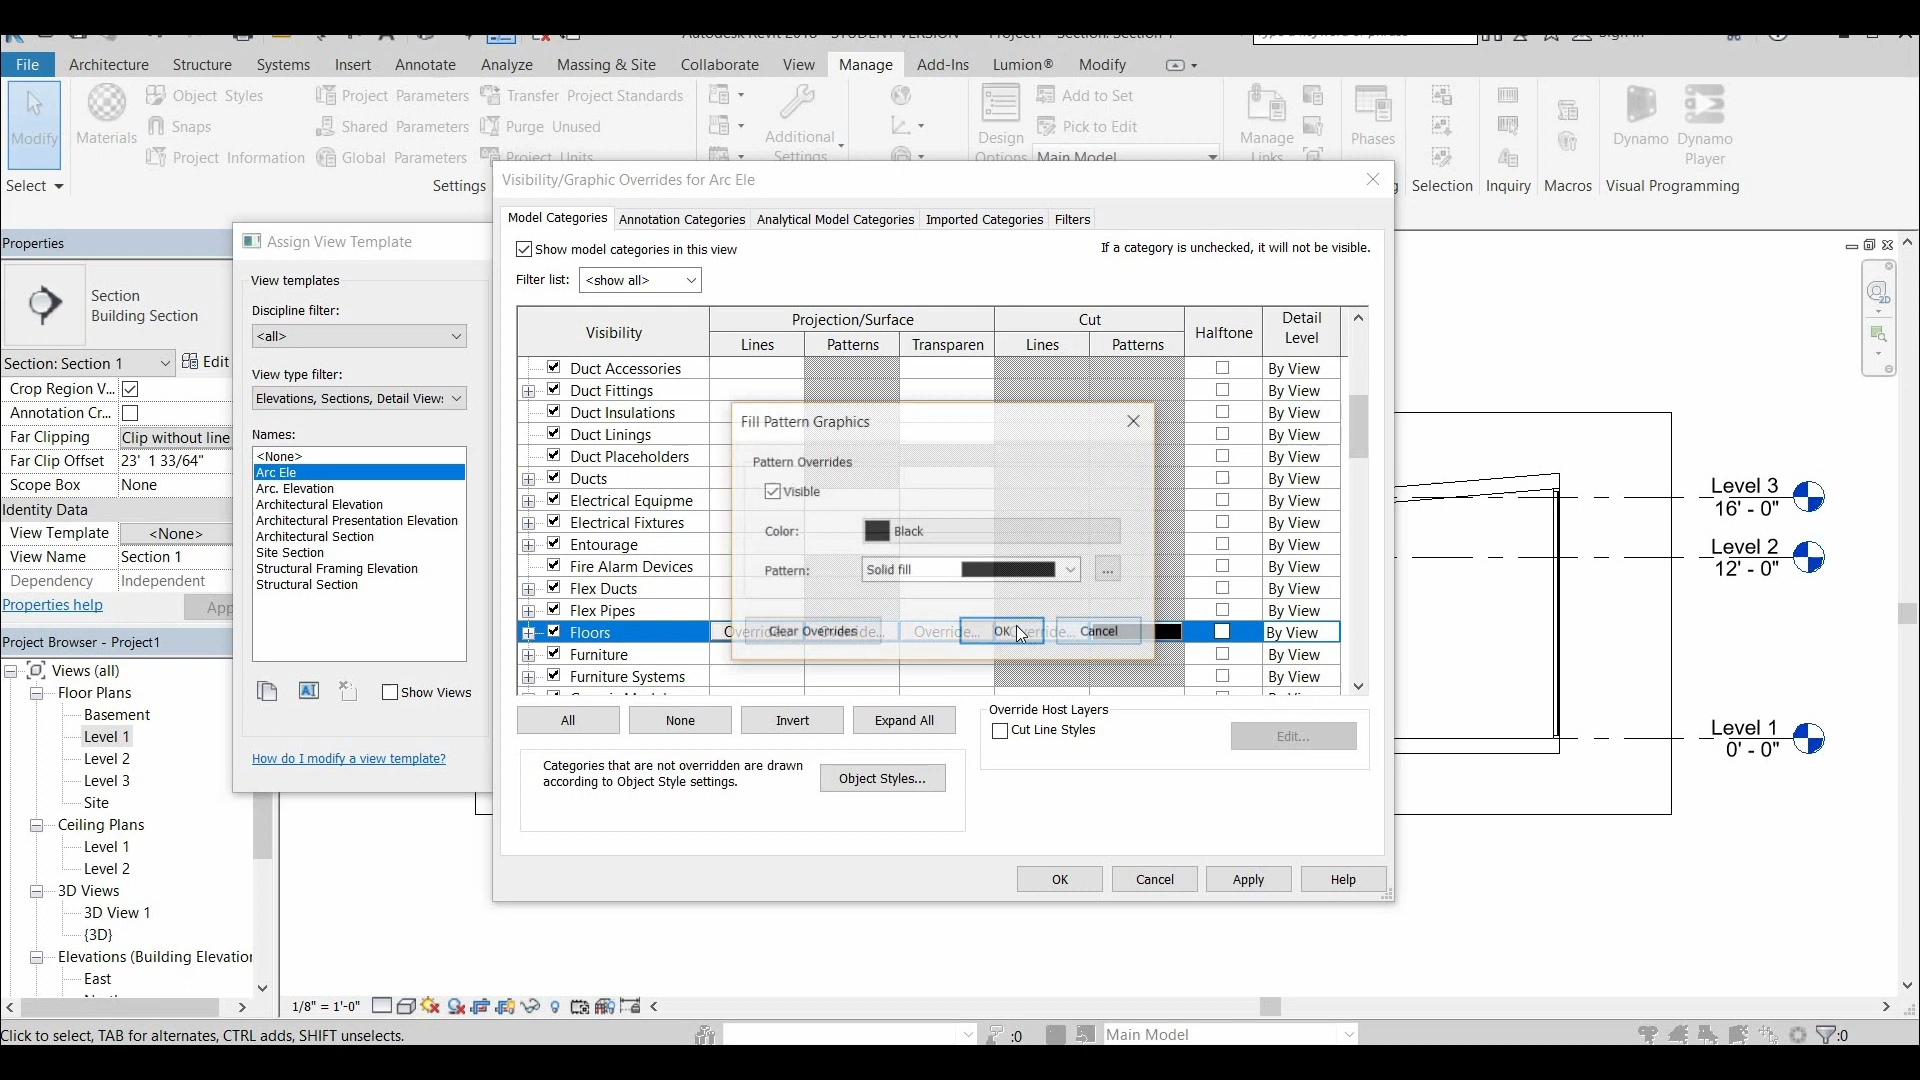 File Architecture Structure Systems Insert Annotate Analyze Massing & Site Collaborate View Manage Add-Ins Lumion® Modify
Modify
Materials
Object Styles
Snaps
Project Information
Project Parameters
Shared Parameters
Global Parameters
Transfer Project Standards
Purge Unused
Project Units
Additional
Settings
Design
Options
Add to Set
Pick to Edit
Main Model
Manage
Links
Phases
Dynamo
Dynamo
Player
Select
Settings
Selection
Inquiry
Macros
Visual Programming
Properties
Section
Building Section
Section: Section 1
Edit
Crop Region V...
Annotation Cr...
Far Clipping Clip without line
Far Clip Offset 23' 1 33/64"
Scope Box None
Identity Data
View Template <None>
View Name Section 1
Dependency Independent
Properties help
App
Project Browser - Project1
Views (all)
Floor Plans
Basement
Level 1
Level 2
Level 3
Site
Ceiling Plans
Level 1
Level 2
3D Views
3D View 1
{3D}
Elevations (Building Elevation
East
Assign View Template
View templates
Discipline filter:
<all>
View type filter:
Elevations, Sections, Detail Views
Names:
<None>
Arc Ele
Arc. Elevation
Architectural Elevation
Architectural Presentation Elevation
Architectural Section
Site Section
Structural Framing Elevation
Structural Section
Show Views
How do I modify a view template?
Visibility/Graphic Overrides for Arc Ele
Model Categories Annotation Categories Analytical Model Categories Imported Categories Filters
Show model categories in this view
If a category is unchecked, it will not be visible.
Filter list: <show all>
Visibility Projection/Surface Cut Halftone Detail Level
Lines Patterns Transparen Lines Patterns
Duct Accessories By View
Duct Fittings By View
Duct Insulations By View
Duct Linings By View
Duct Placeholders By View
Ducts By View
Electrical Equipme By View
Electrical Fixtures By View
Entourage By View
Fire Alarm Devices By View
Flex Ducts By View
Flex Pipes By View
Floors Override... By View
Furniture By View
Furniture Systems By View
Fill Pattern Graphics
Pattern Overrides
Visible
Color: Black
Pattern: Solid fill ...
Clear Overrides OK Cancel
All None Invert Expand All
Override Host Layers
Cut Line Styles
Edit...
Categories that are not overridden are drawn
according to Object Style settings.
Object Styles...
OK Cancel Apply Help
Level 3
16' - 0"
Level 2
12' - 0"
Level 1
0' - 0"
1/8" = 1'-0"
Click to select, TAB for alternates, CTRL adds, SHIFT unselects.
:0
Main Model
:0